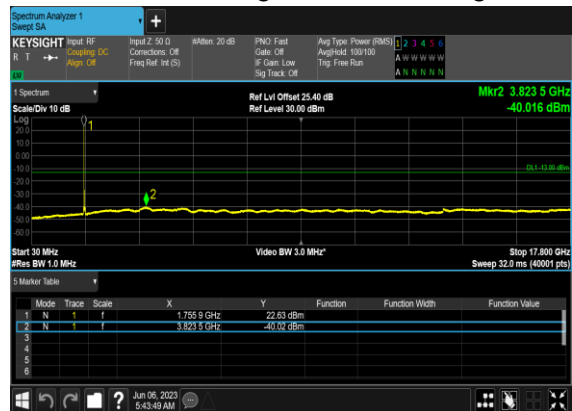 Spectrum Analyzer 1
Swept SA
+
KEYSIGHT Input: RF Input Z: 50 Ω #Atten: 20 dB PNO: Fast Avg Type: Power (RMS) 1 2 3 4 5 6
R T Coupling: DC Corrections: Off Gate: Off Avg|Hold: 100/100 A W W W W W
Align: Off Freq Ref: Int (S) IF Gain: Low Trig: Free Run
LW Sig Track: Off A N N N N N
1 Spectrum Ref Lvl Offset 25.40 dB Mkr2 3.823 5 GHz
Scale/Div 10 dB Ref Level 30.00 dBm -40.016 dBm
Log
20.0
10.0
0.00
-10.0
-20.0
-30.0
-40.0
-50.0
-60.0
1
DL1 -13.00 dBm
2
Start 30 MHz Video BW 3.0 MHz* Stop 17.800 GHz
#Res BW 1.0 MHz Sweep 32.0 ms (40001 pts)
5 Marker Table
Mode Trace Scale X Y Function Function Width Function Value
1 N 1 f 1.755 9 GHz 22.63 dBm
2 N 1 f 3.823 5 GHz -40.02 dBm
3
4
5
6
? Jun 06, 2023
5:43:49 AM